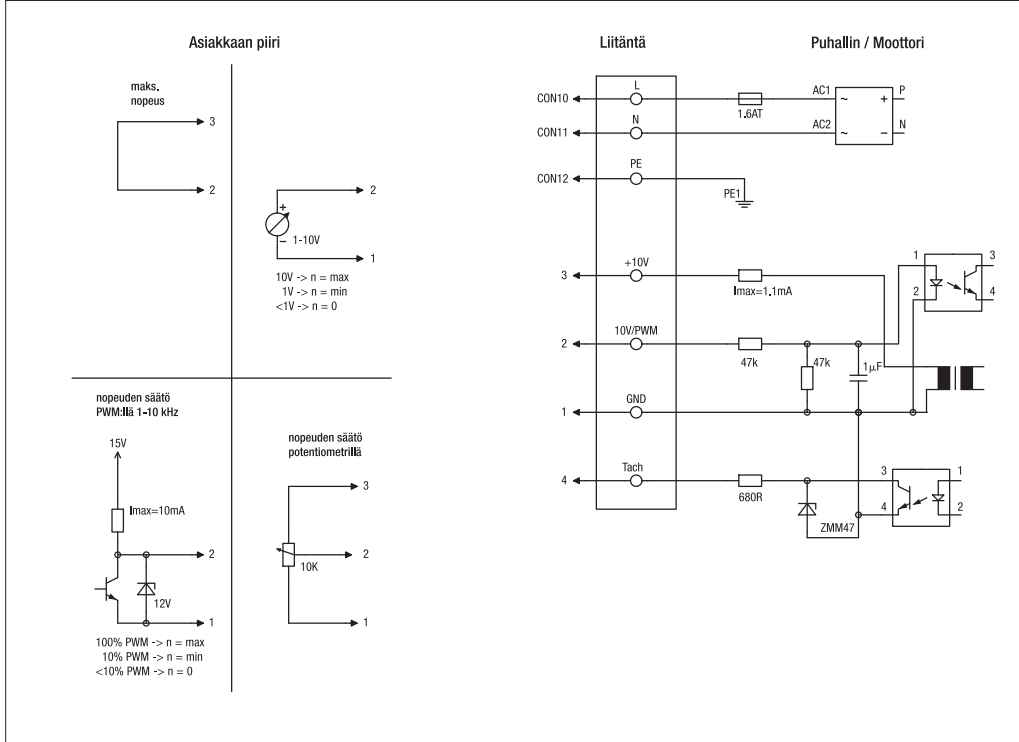 Asiakkaan piiri
maks.
nopeus
3
2
2
+
–
1-10V
1
10V -> n = max
1V -> n = min
<1V -> n = 0
nopeuden säätö
PWM:llä 1-10 kHz
15V
Imax=10mA
2
12V
1
100% PWM -> n = max
10% PWM -> n = min
<10% PWM -> n = 0
nopeuden säätö
potentiometrillä
3
2
10K
1
Liitäntä
Puhallin / Moottori
CON10
L
1.6AT
AC1
~
+
P
CON11
N
AC2
~
–
N
CON12
PE
PE1
3
+10V
Imax=1.1mA
1
2
3
4
2
10V/PWM
47k
47k
1µF
1
GND
4
Tach
680R
ZMM47
3
4
1
2